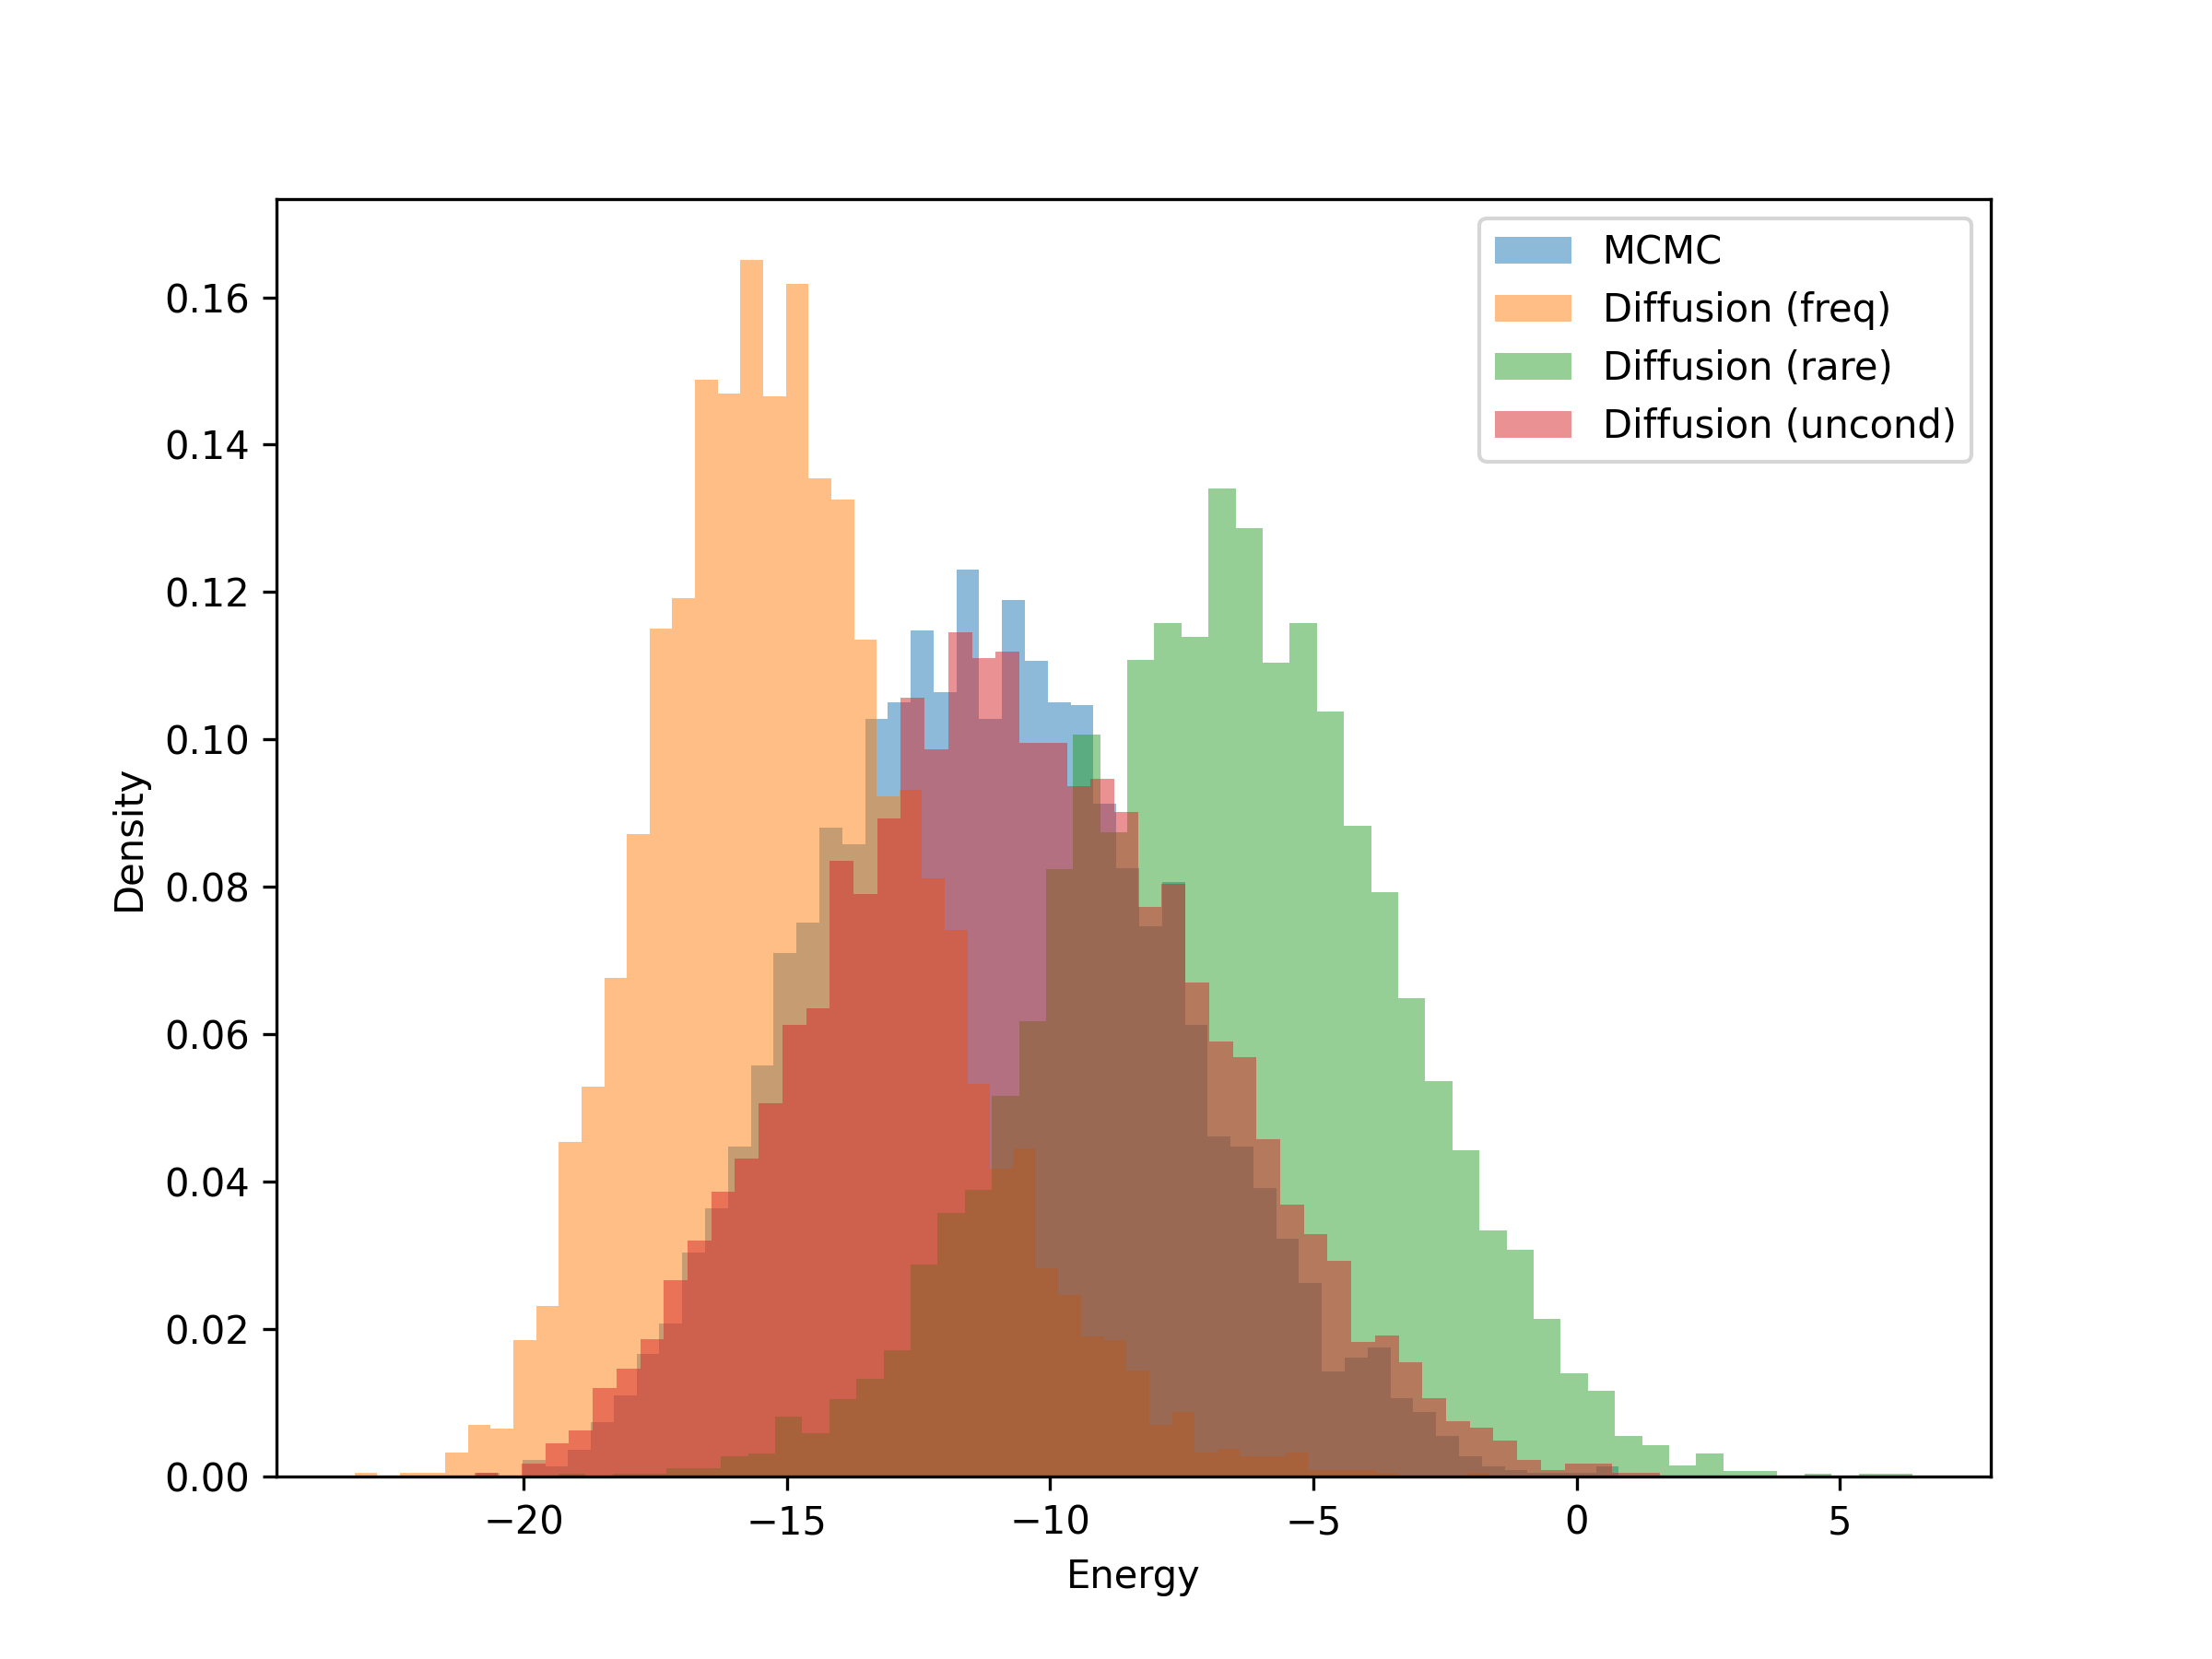 MCMC
Diffusion (freq)
Diffusion (rare)
Diffusion (uncond)
0.16
0.14
0.12
0.10
0.08
0.06
0.04
0.02
0.00
Density
−20 −15 −10 −5 0 5
Energy